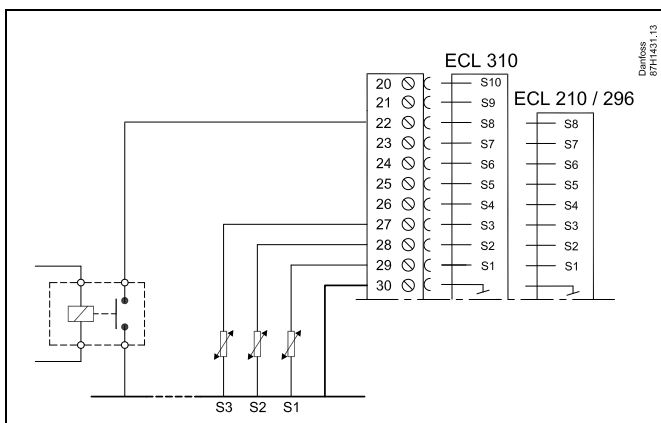 Danfoss
87H1431.13
ECL 310
ECL 210 / 296
20 S10
21 S9
22 S8 S8
23 S7 S7
24 S6 S6
25 S5 S5
26 S4 S4
27 S3 S3
28 S2 S2
29 S1 S1
30
S3 S2 S1